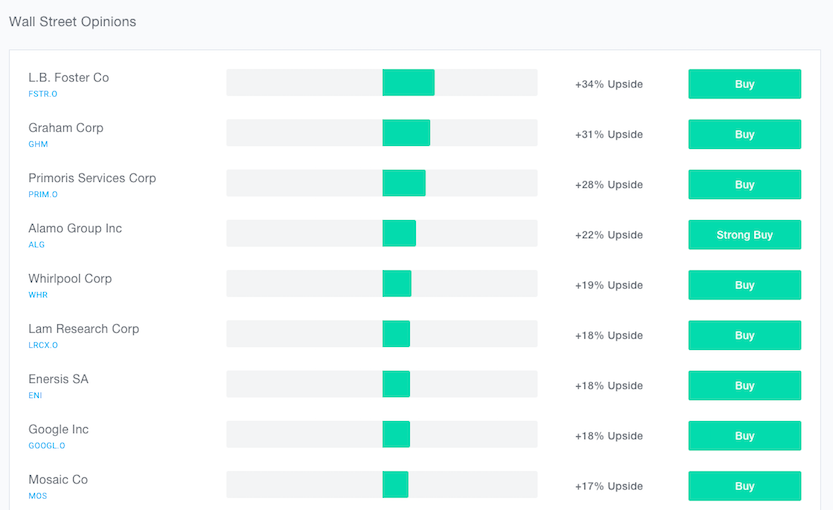 Wall Street Opinions
L.B. Foster Co
FSTR.O
+34% Upside
Buy
Graham Corp
GHM
+31% Upside
Buy
Primoris Services Corp
PRIM.O
+28% Upside
Buy
Alamo Group Inc
ALG
+22% Upside
Strong Buy
Whirlpool Corp
WHR
+19% Upside
Buy
Lam Research Corp
LRCX.O
+18% Upside
Buy
Enersis SA
ENI
+18% Upside
Buy
Google Inc
GOOGL.O
+18% Upside
Buy
Mosaic Co
MOS
+17% Upside
Buy